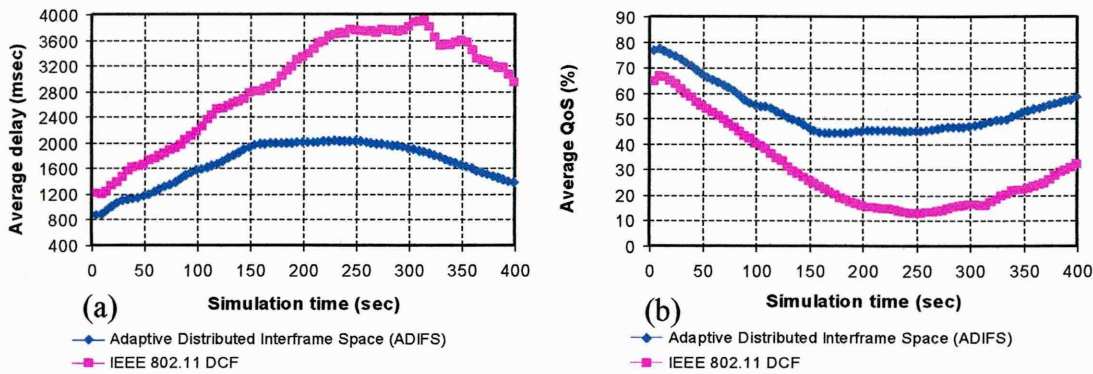 4000
3600
3200
2800
2400
2000
1600
1200
800
400
Average delay (msec)
0 50 100 150 200 250 300 350 400
(a)
Simulation time (sec)
Adaptive Distributed Interframe Space (ADIFS)
IEEE 802.11 DCF
90
80
70
60
50
40
30
20
10
0
Average QoS (%)
0 50 100 150 200 250 300 350 400
(b)
Simulation time (sec)
Adaptive Distributed Interframe Space (ADIFS)
IEEE 802.11 DCF